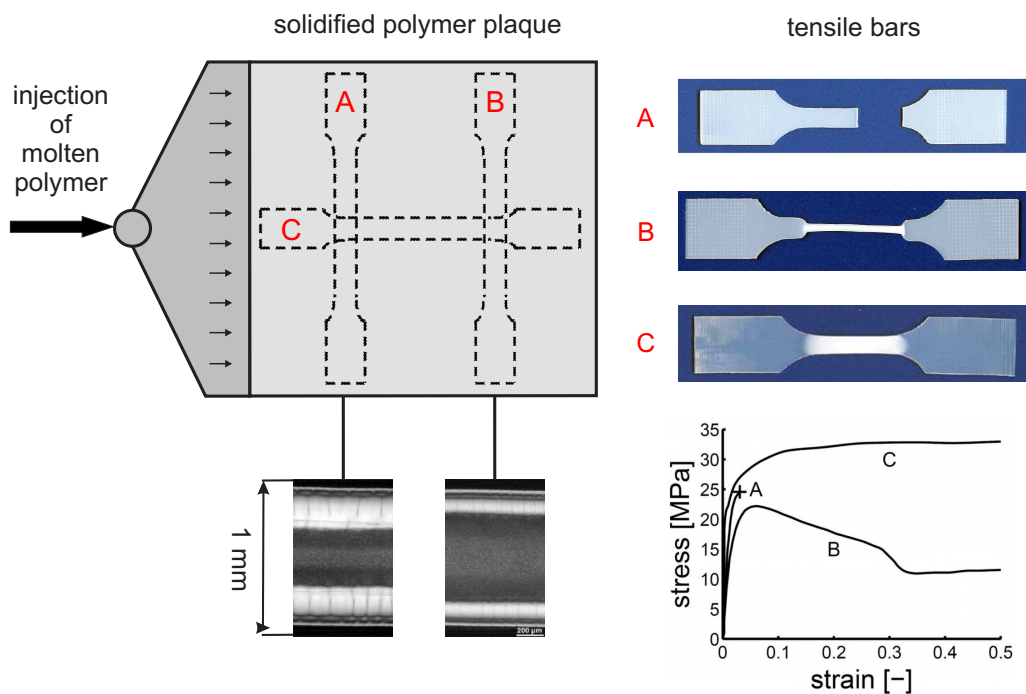 solidified polymer plaque
tensile bars
injection
of
molten
polymer
A
B
C
A
B
C
1 mm
200 µm
35
30
25
20
15
10
5
0
stress [MPa]
C
A
B
0
0.1
0.2
0.3
0.4
0.5
strain [−]